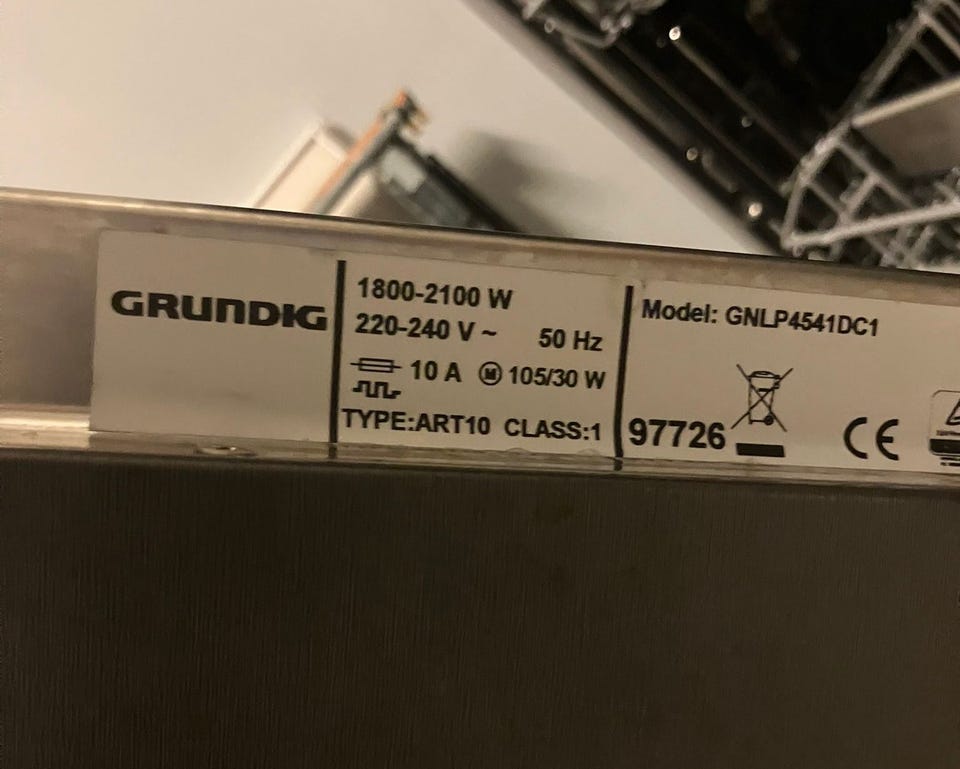 GRUNDIG
1800-2100 W
220-240 V ~ 50 Hz
10 A M 105/30 W
TYPE:ART10 CLASS:1
Model: GNLP4541DC1
97726
CE